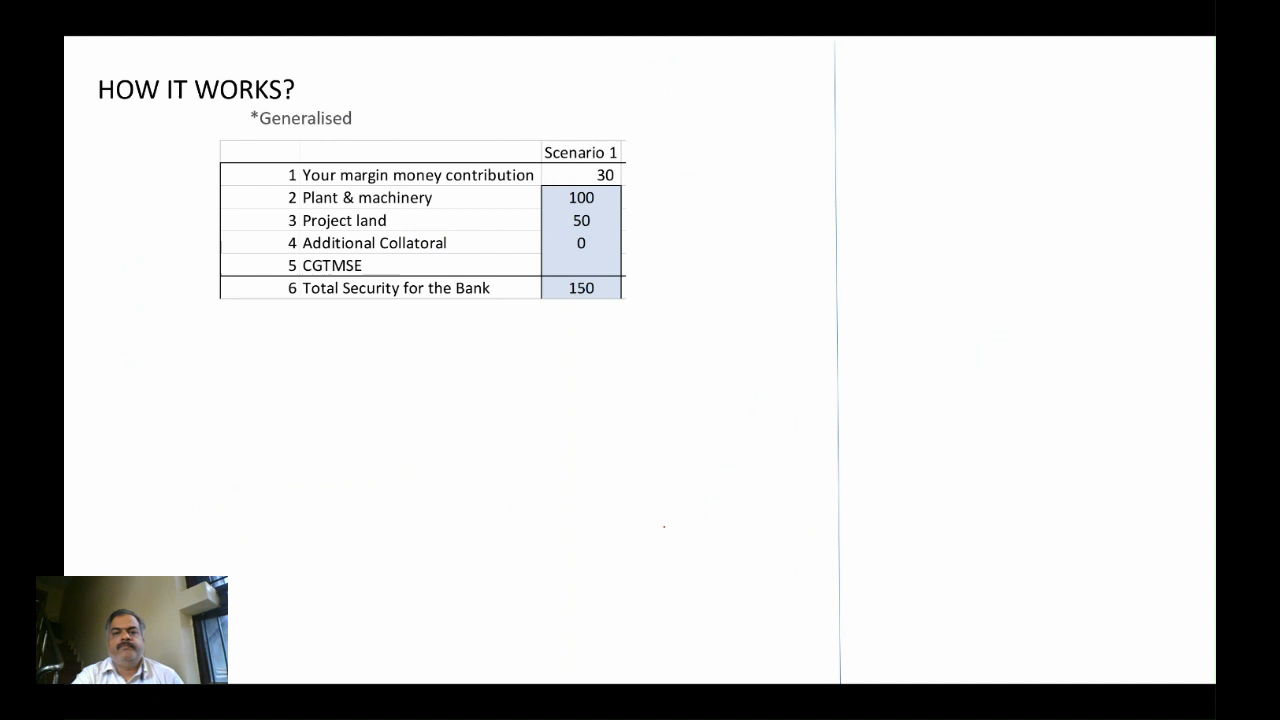 HOW IT WORKS?
*Generalised
Scenario 1
1 Your margin money contribution 30
2 Plant & machinery 100
3 Project land 50
4 Additional Collatoral 0
5 CGTMSE
6 Total Security for the Bank 150